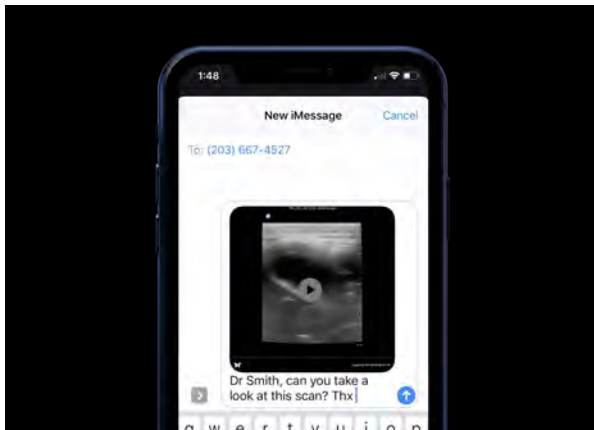 1:48
New iMessage
Cancel
To: (203) 667-4527
Dr Smith, can you take a
look at this scan? Thx
q w e r t y u i o p